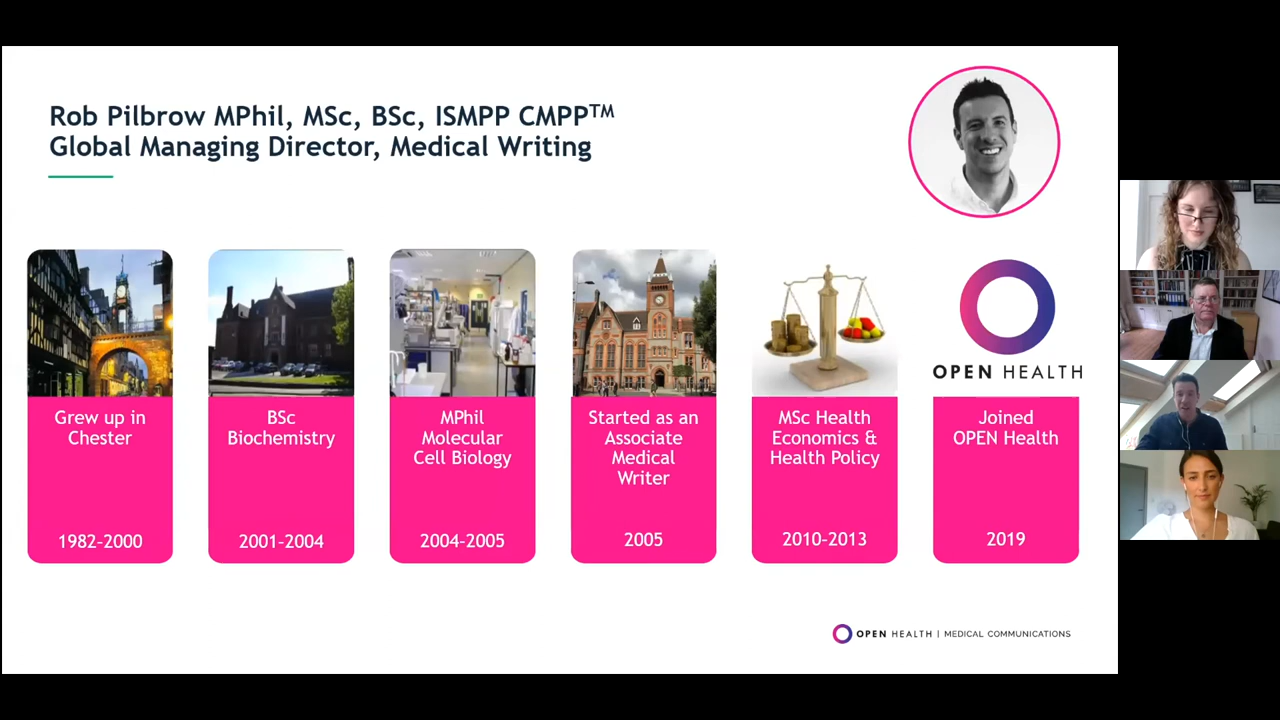 Rob Pilbrow MPhil, MSc, BSc, ISMPP CMPP™
Global Managing Director, Medical Writing
Grew up in
Chester
1982–2000
BSc
Biochemistry
2001–2004
MPhil
Molecular
Cell Biology
2004–2005
Started as an
Associate
Medical
Writer
2005
MSc Health
Economics &
Health Policy
2010–2013
OPEN HEALTH
Joined
OPEN Health
2019
OPEN HEALTH | MEDICAL COMMUNICATIONS